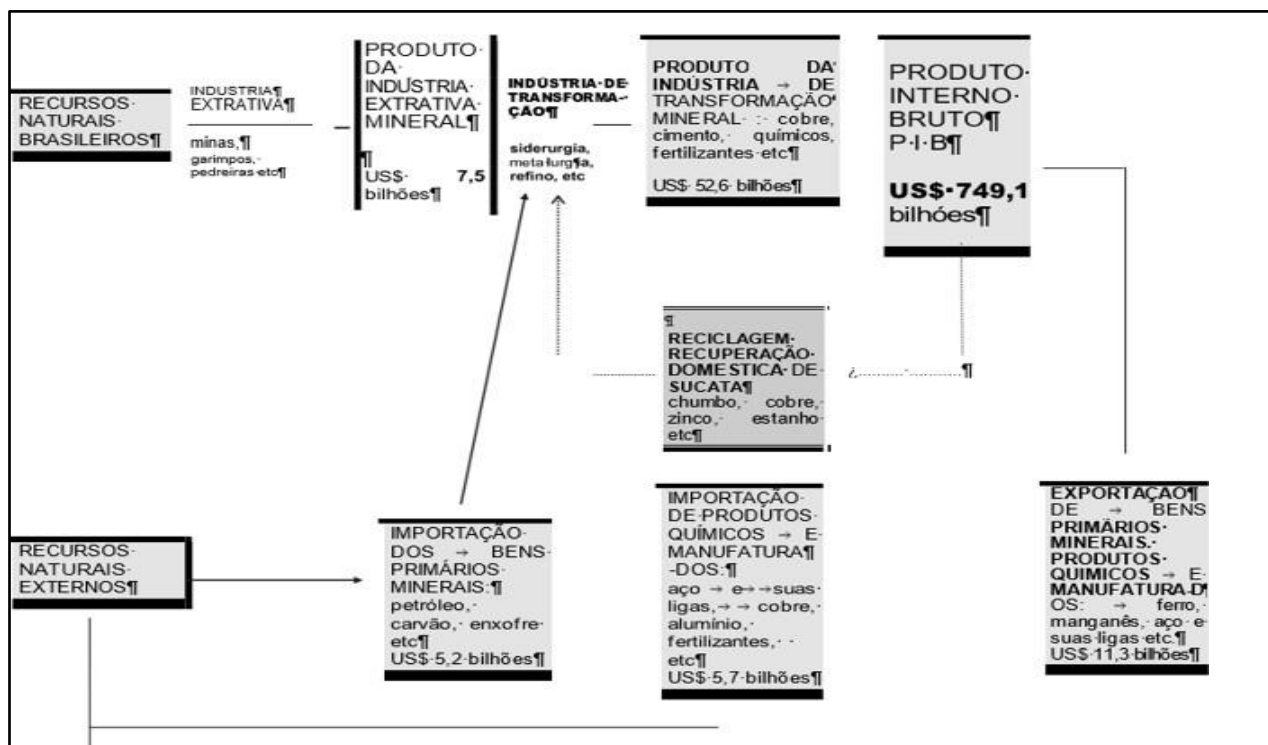 RECURSOS·
NATURAIS·
BRASILEIROS¶
INDUSTRIA¶
EXTRATIVA¶
minas,¶
garimpos,·
pedreiras·etc¶
PRODUTO·
DA·
INDUSTRIA·
EXTRATIVA·
MINERAL¶
¶
US$· 7,5
bilhões¶
INDÚSTRIA·DE·
TRANSFORMA-·
ÇÃO¶
siderurgia,
metalurg¶a,
refino, etc
PRODUTO DA·
INDÚSTRIA → DE
TRANSFORMAÇÃO
MINERAL·:· cobre,
cimento,· químicos,
fertilizantes etc¶
US$· 52,6· bilhões¶
PRODUTO·
INTERNO·
BRUTO¶
P·I·B¶
US$·749,1
bilhóes¶
¶
RECICLAGEM·
RECUPERAÇÃO·
DOMESTICA· DE·
SUCATA¶
chumbo,· cobre,·
zinco,· estanho·
etc¶
¿ ¶
RECURSOS·
NATURAIS·
EXTERNOS¶
IMPORTAÇÃO·
DOS → BENS·
PRIMÁRIOS·
MINERAIS:¶
petróleo,·
carvão,· enxofre·
etc¶
US$·5,2·bilhões¶
IMPORTAÇÃO·
DE·PRODUTOS·
QUÍMICOS → E·
MANUFATURA¶
-DOS:¶
aço → e→→suas·
ligas,→ → cobre,·
alumínio,·
fertilizantes,· ·
etc¶
US$·5,7·bilhões¶
EXPORTAÇAO¶
DE → BENS
PRIMÁRIOS·
MINERAIS.·
PRODUTOS·
QUIMICOS → E·
MANUFATURA-D¶
OS: → ferro,·
manganês,· aço e·
suas·ligas·etc.¶
US$·11,3·bilhões¶